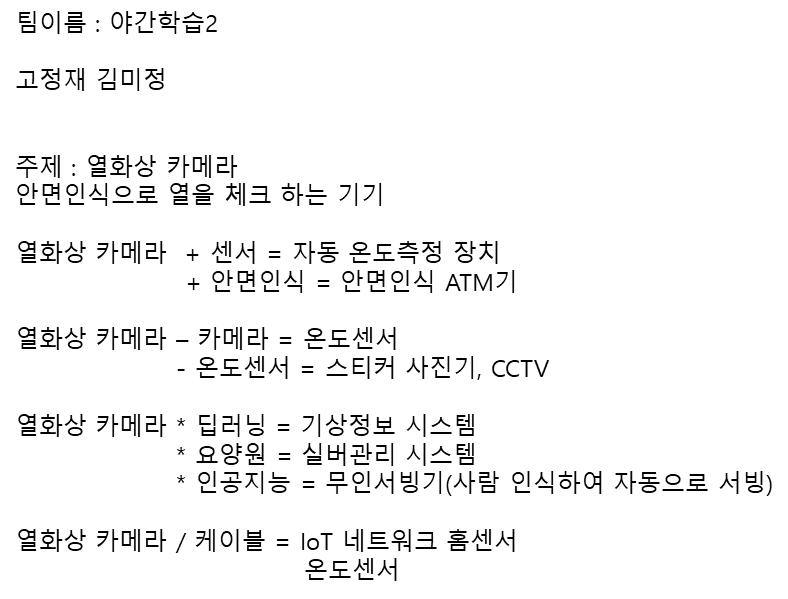 팀이름 : 야간학습2
고정재 김미정
주제 : 열화상 카메라
안면인식으로 열을 체크 하는 기기
열화상 카메라 + 센서 = 자동 온도측정 장치
+ 안면인식 = 안면인식 ATM기
열화상 카메라 – 카메라 = 온도센서
- 온도센서 = 스티커 사진기, CCTV
열화상 카메라 * 딥러닝 = 기상정보 시스템
* 요양원 = 실버관리 시스템
* 인공지능 = 무인서빙기(사람 인식하여 자동으로 서빙)
열화상 카메라 / 케이블 = IoT 네트워크 홈센서
온도센서